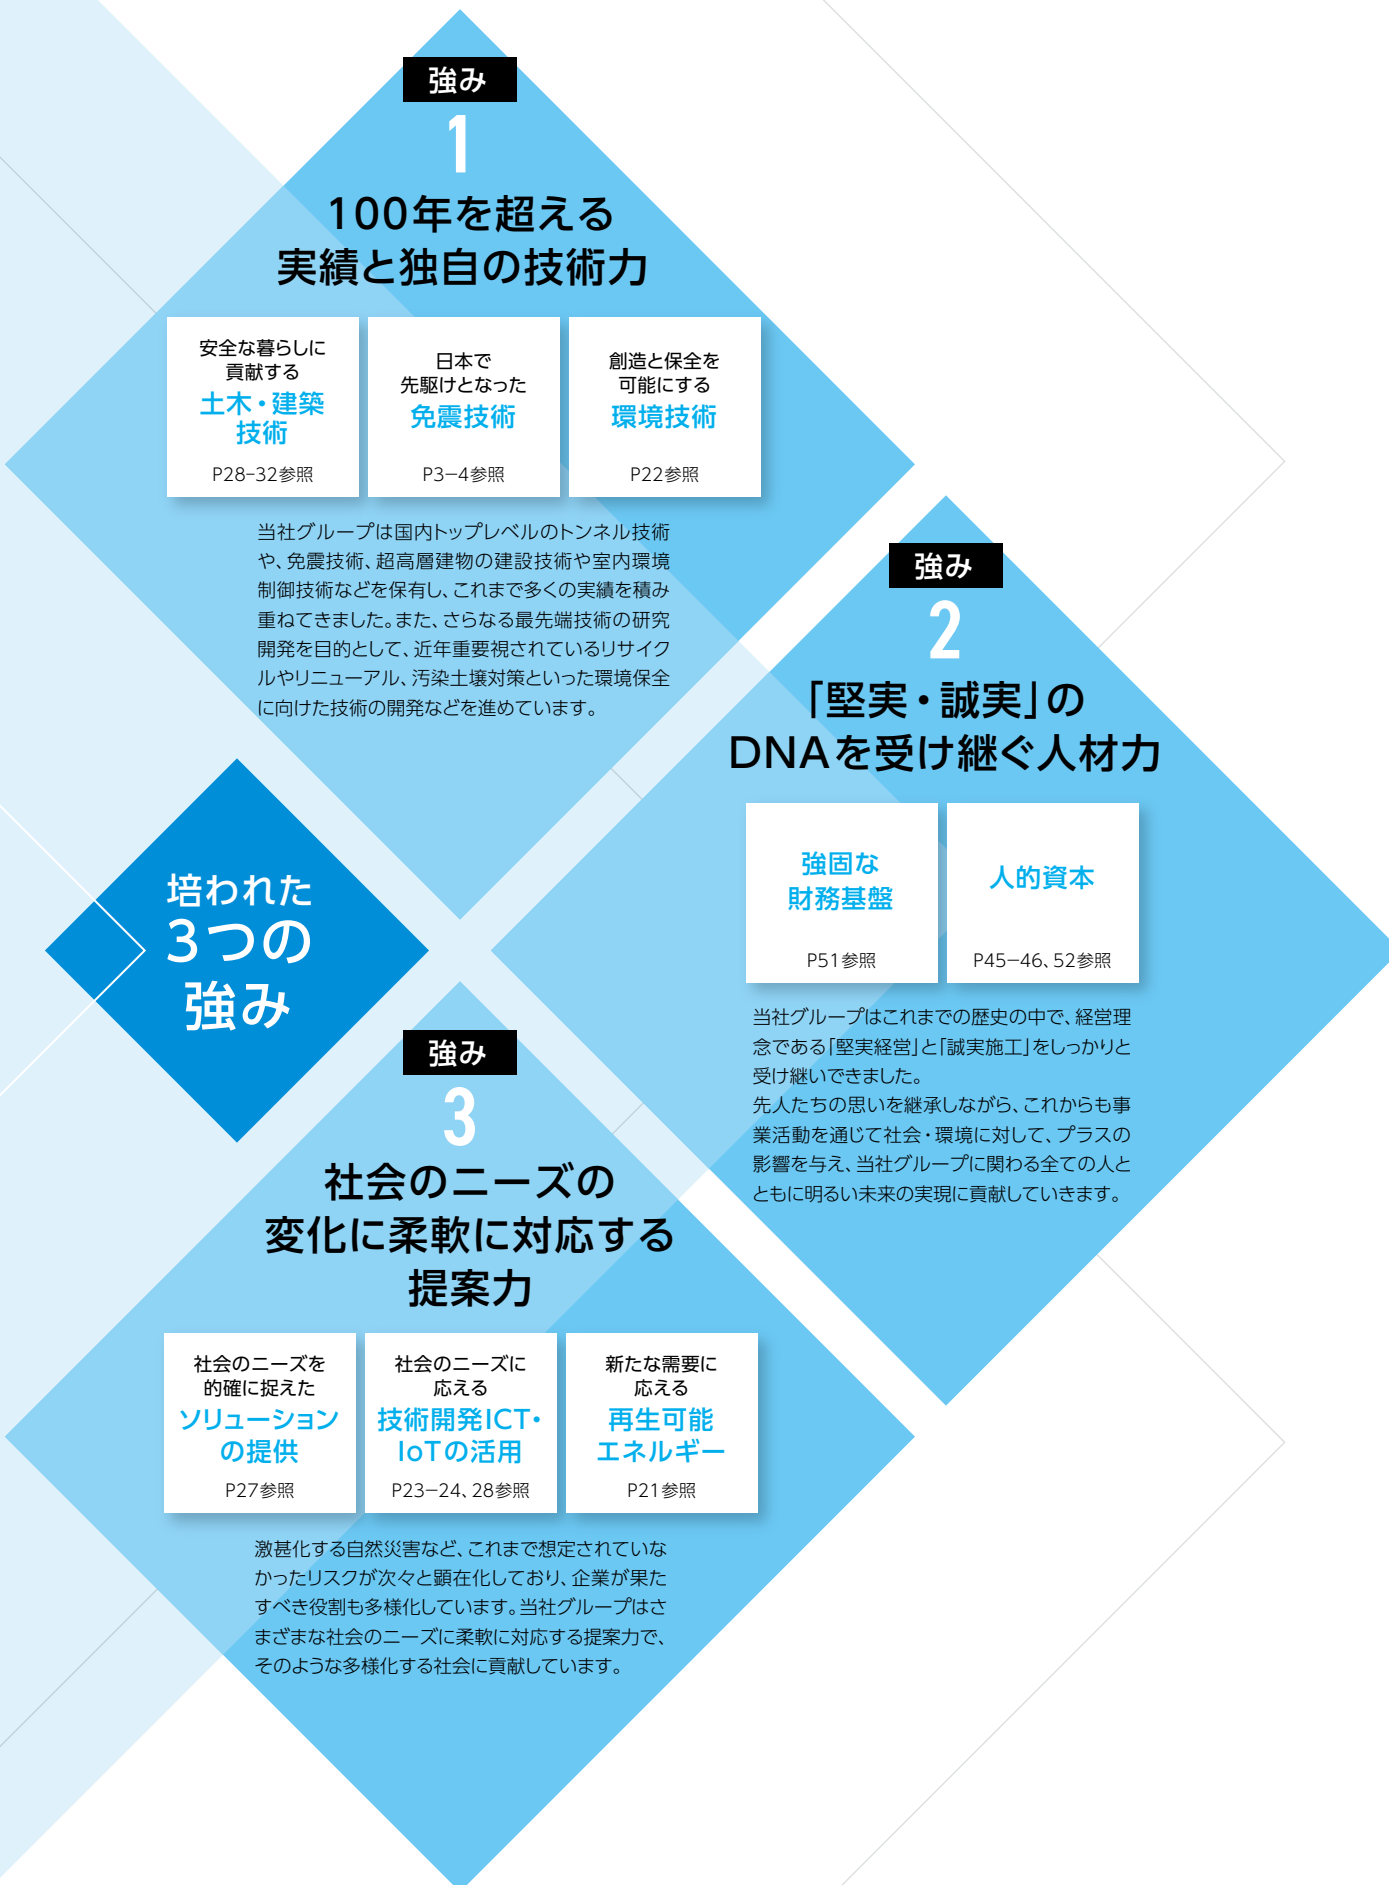 強み
1
100年を超える
実績と独自の技術力
安全な暮らしに
貢献する
土木・建築
技術
P28-32参照
日本で
先駆けとなった
免震技術
P3−4参照
創造と保全を
可能にする
環境技術
P22参照
当社グループは国内トップレベルのトンネル技術
や、免震技術、超高層建物の建設技術や室内環境
制御技術などを保有し、これまで多くの実績を積み
重ねてきました。また、さらなる最先端技術の研究
開発を目的として、近年重要視されているリサイク
ルやリニューアル、汚染土壌対策といった環境保全
に向けた技術の開発などを進めています。
強み
2
「堅実・誠実」の
DNAを受け継ぐ人材力
強固な
財務基盤
P51参照
人的資本
P45−46、52参照
当社グループはこれまでの歴史の中で、経営理
念である「堅実経営」と「誠実施工」をしっかりと
受け継いできました。
先人たちの思いを継承しながら、これからも事
業活動を通じて社会・環境に対して、プラスの
影響を与え、当社グループに関わる全ての人と
ともに明るい未来の実現に貢献していきます。
培われた
3つの
強み
強み
3
社会のニーズの
変化に柔軟に対応する
提案力
社会のニーズを
的確に捉えた
ソリューション
の提供
P27参照
社会のニーズに
応える
技術開発ICT・
IoTの活用
P23−24、28参照
新たな需要に
応える
再生可能
エネルギー
P21参照
激甚化する自然災害など、これまで想定されていな
かったリスクが次々と顕在化しており、企業が果た
すべき役割も多様化しています。当社グループはさ
まざまな社会のニーズに柔軟に対応する提案力で、
そのような多様化する社会に貢献しています。